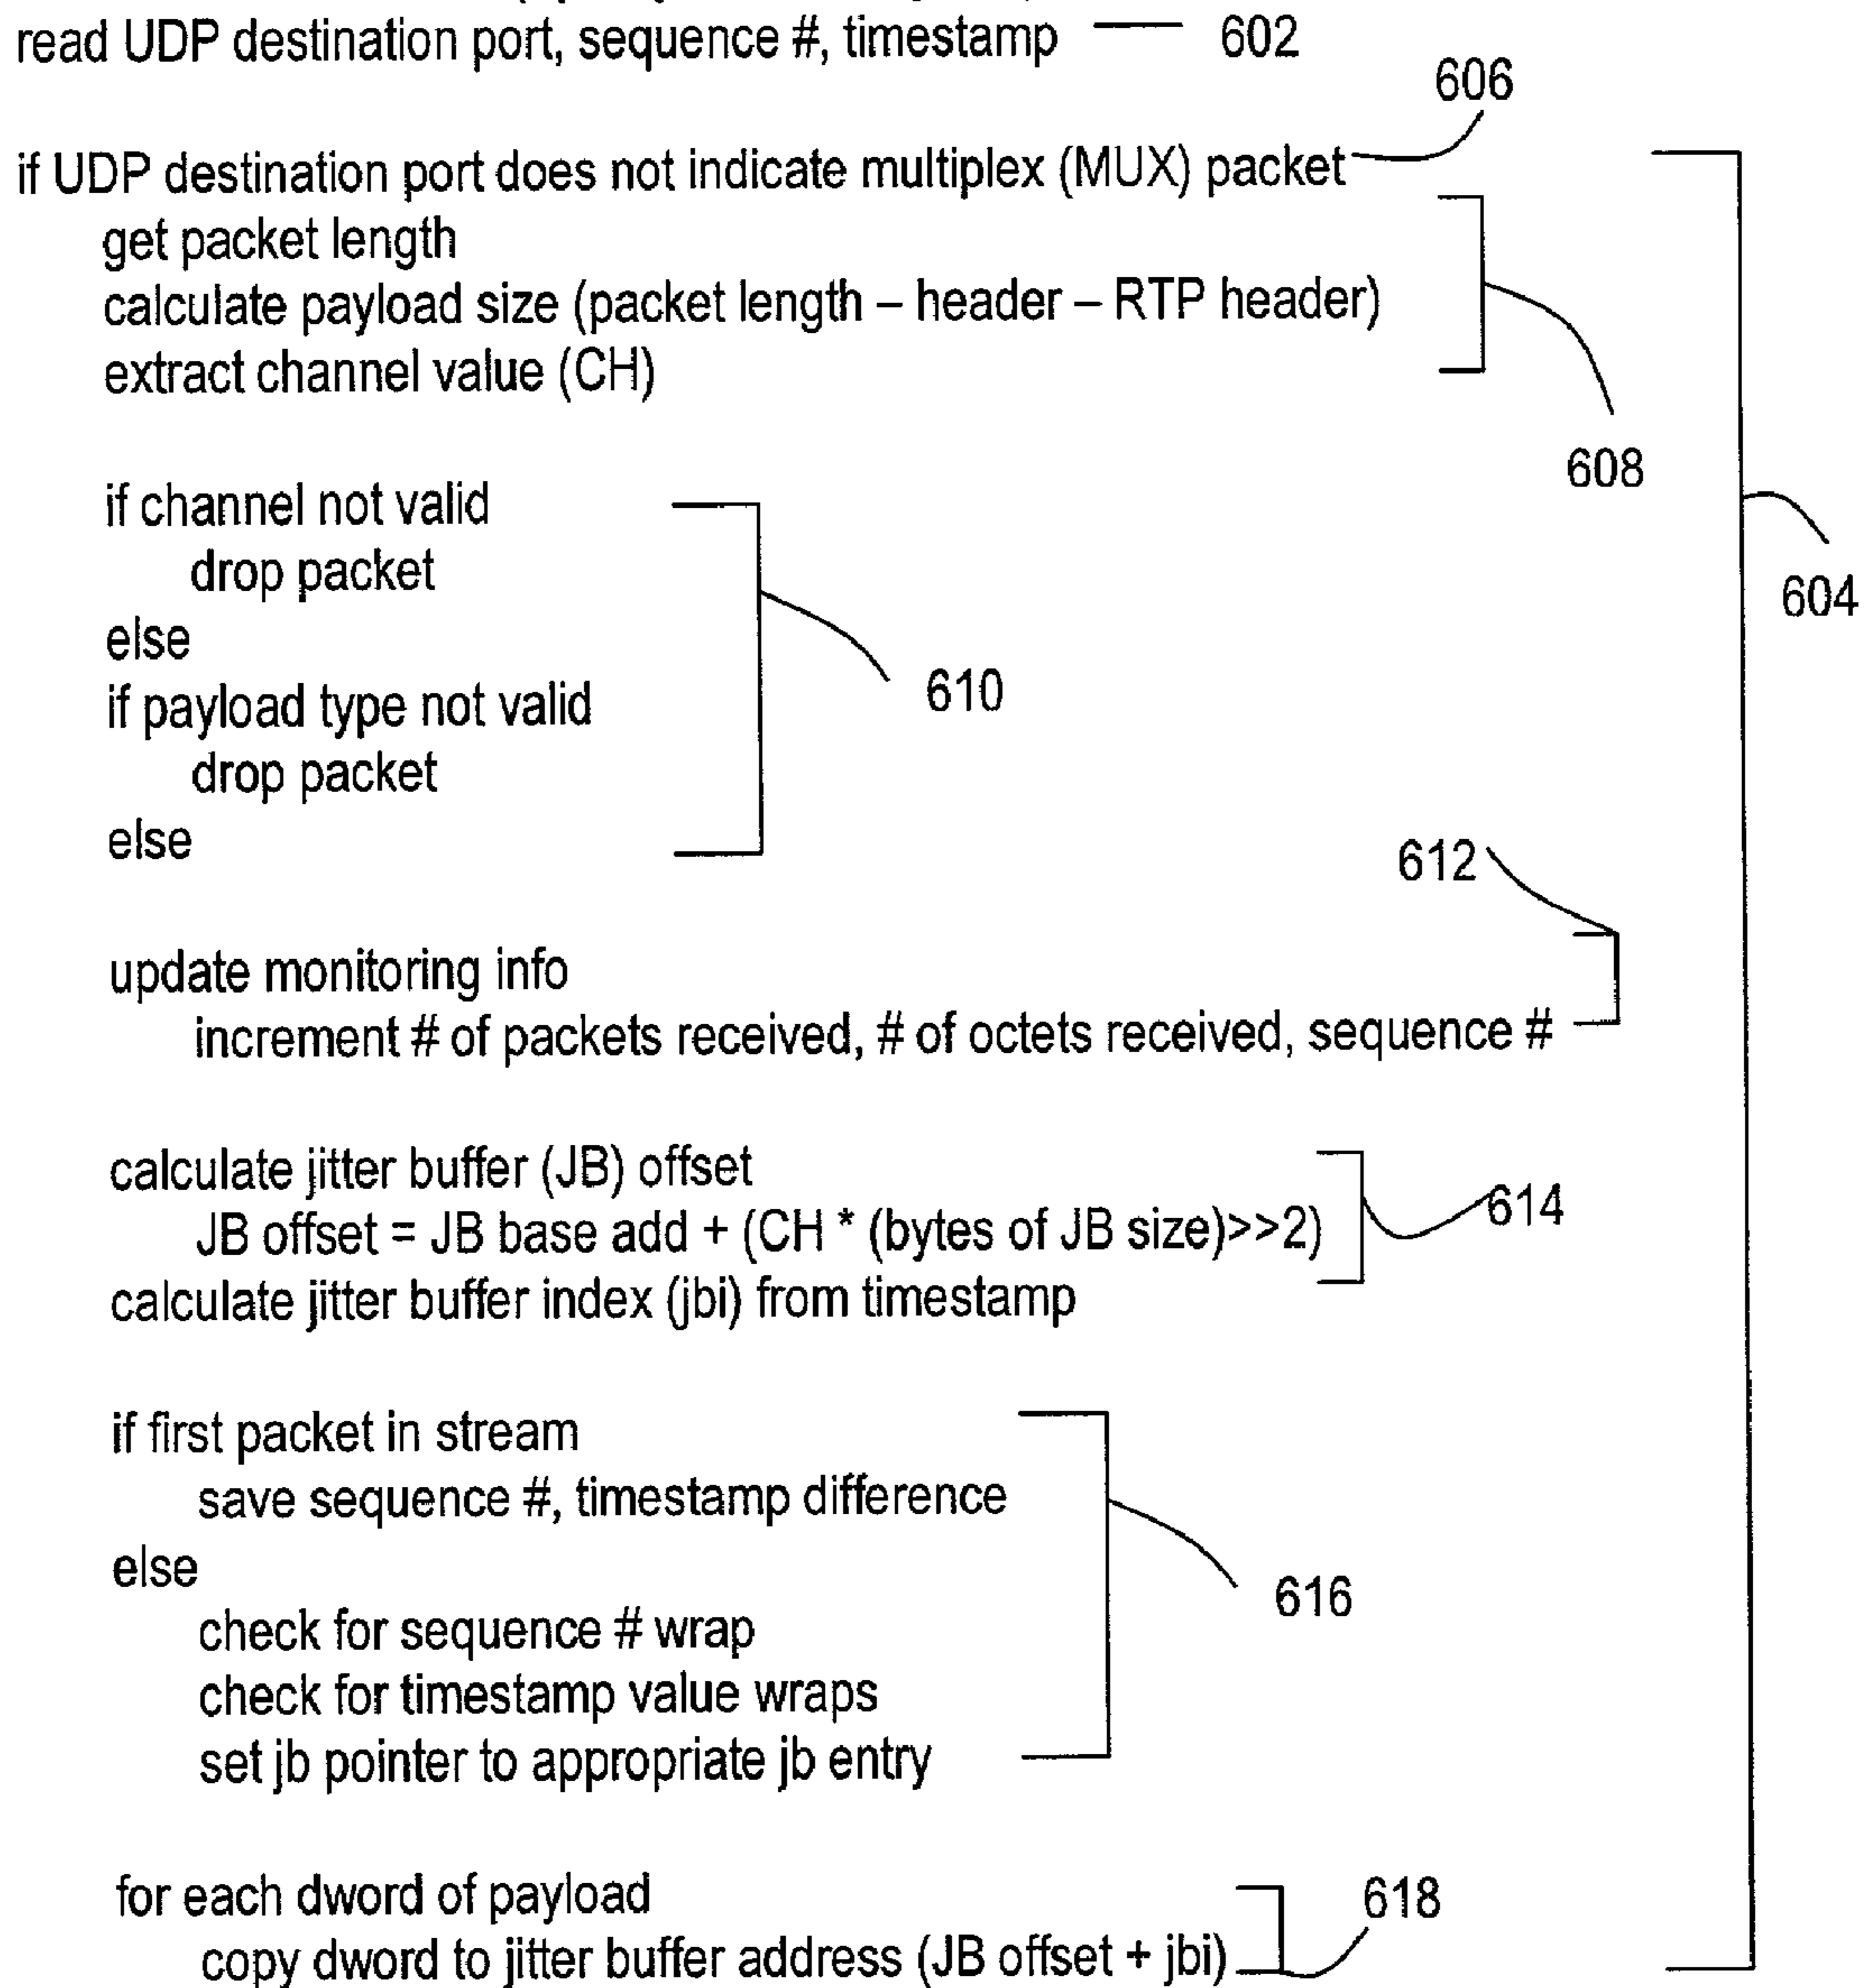 read UDP destination port, sequence #, timestamp 602
606
if UDP destination port does not indicate multiplex (MUX) packet
get packet length
calculate payload size (packet length – header – RTP header)
extract channel value (CH)
608
if channel not valid
drop packet
604
else
if payload type not valid
610
drop packet
else
612
update monitoring info
increment # of packets received, # of octets received, sequence #
calculate jitter buffer (JB) offset
614
JB offset = JB base add + (CH * (bytes of JB size)>>2)
calculate jitter buffer index (jbi) from timestamp
if first packet in stream
save sequence #, timestamp difference
else
616
check for sequence # wrap
check for timestamp value wraps
set jb pointer to appropriate jb entry
for each dword of payload
618
copy dword to jitter buffer address (JB offset + jbi)